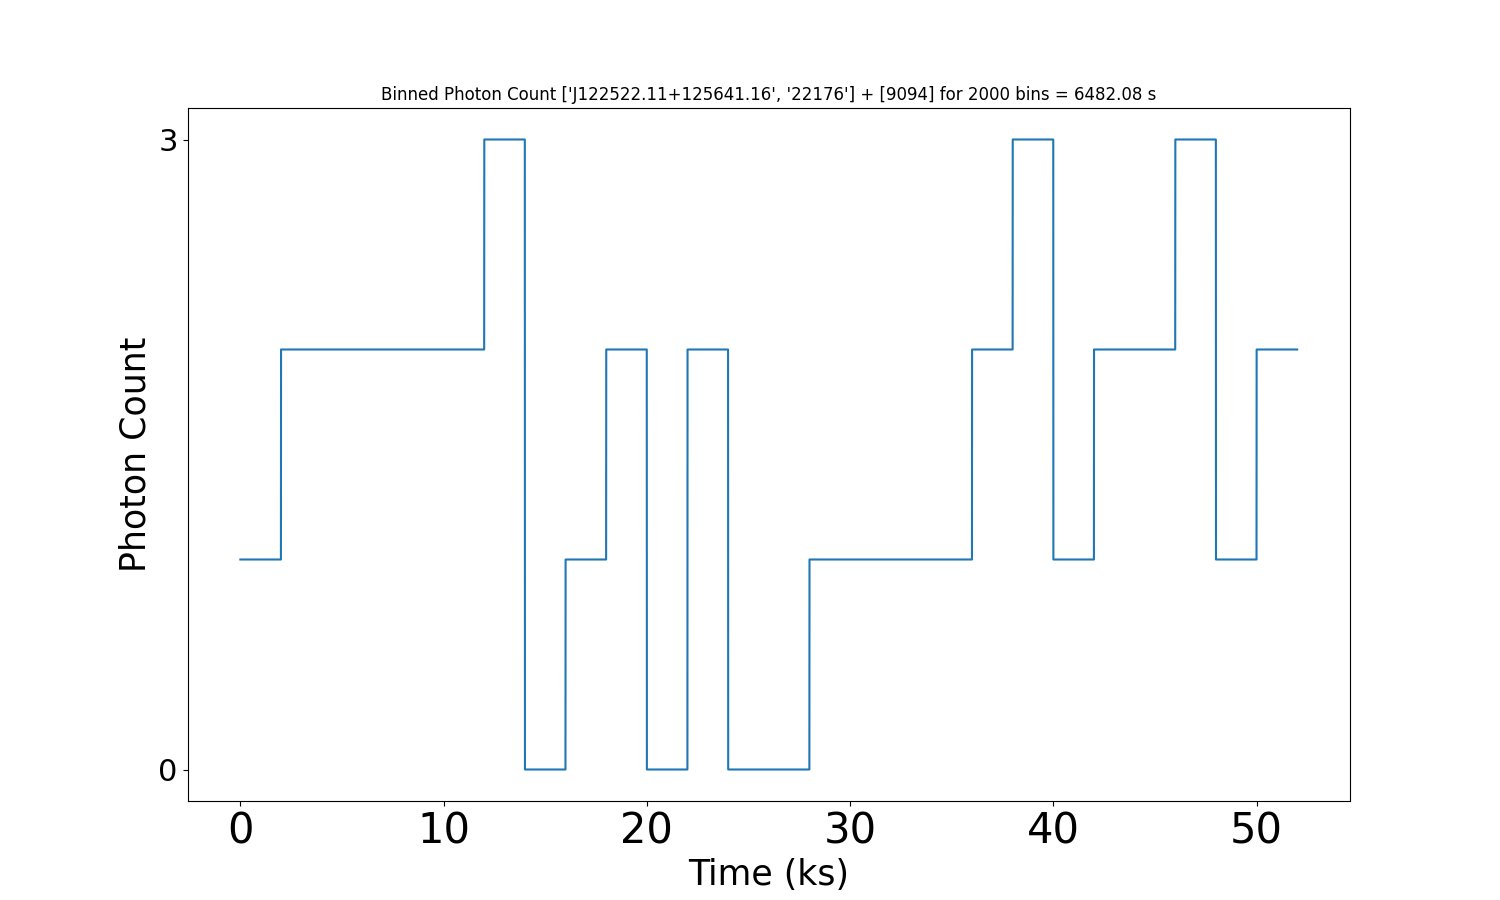 Binned Photon Count ['J122522.11+125641.16', '22176'] + [9094] for 2000 bins = 6482.08 s
3
Photon Count
0
0 10 20 30 40 50
Time (ks)